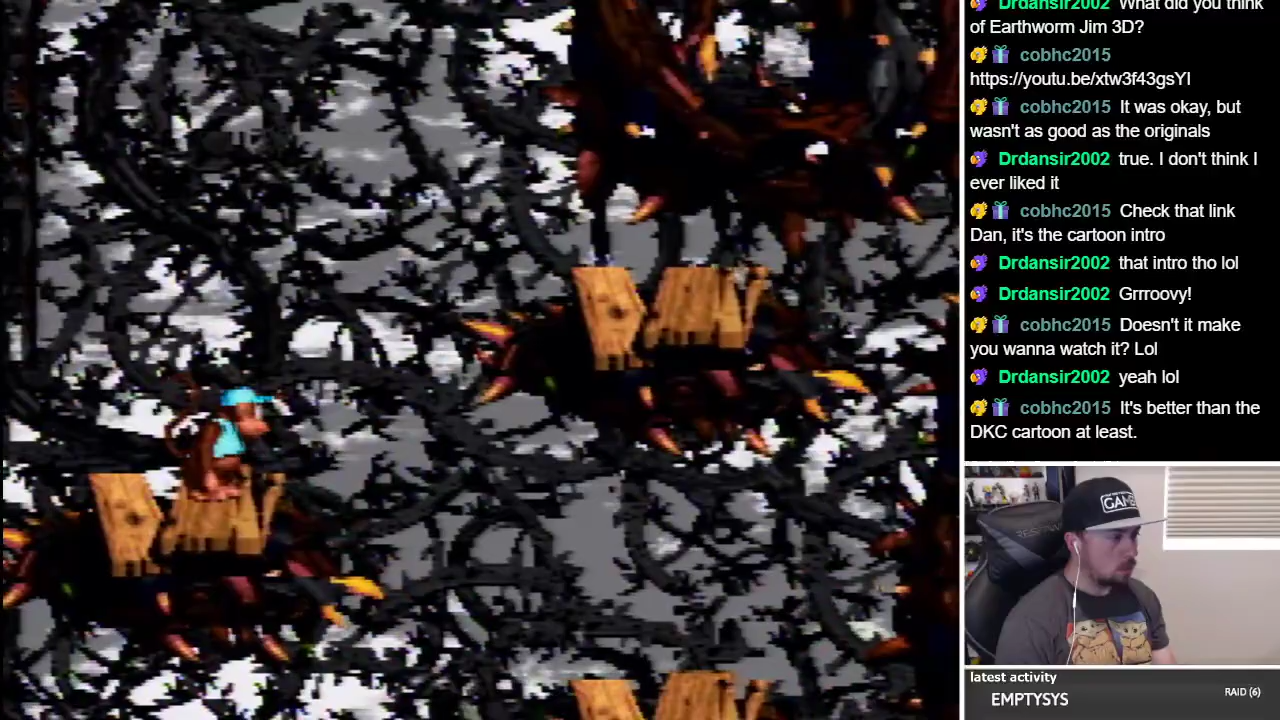 Drdansir2002 What did you think
of Earthworm Jim 3D?
cobhc2015
https://youtu.be/xtw3f43gsYI
cobhc2015 It was okay, but
wasn't as good as the originals
Drdansir2002 true. I don't think I
ever liked it
cobhc2015 Check that link
Dan, it's the cartoon intro
Drdansir2002 that intro tho lol
Drdansir2002 Grrroovy!
cobhc2015 Doesn't it make
you wanna watch it? Lol
Drdansir2002 yeah lol
cobhc2015 It's better than the
DKC cartoon at least.
latest activity
EMPTYSYS
RAID (6)